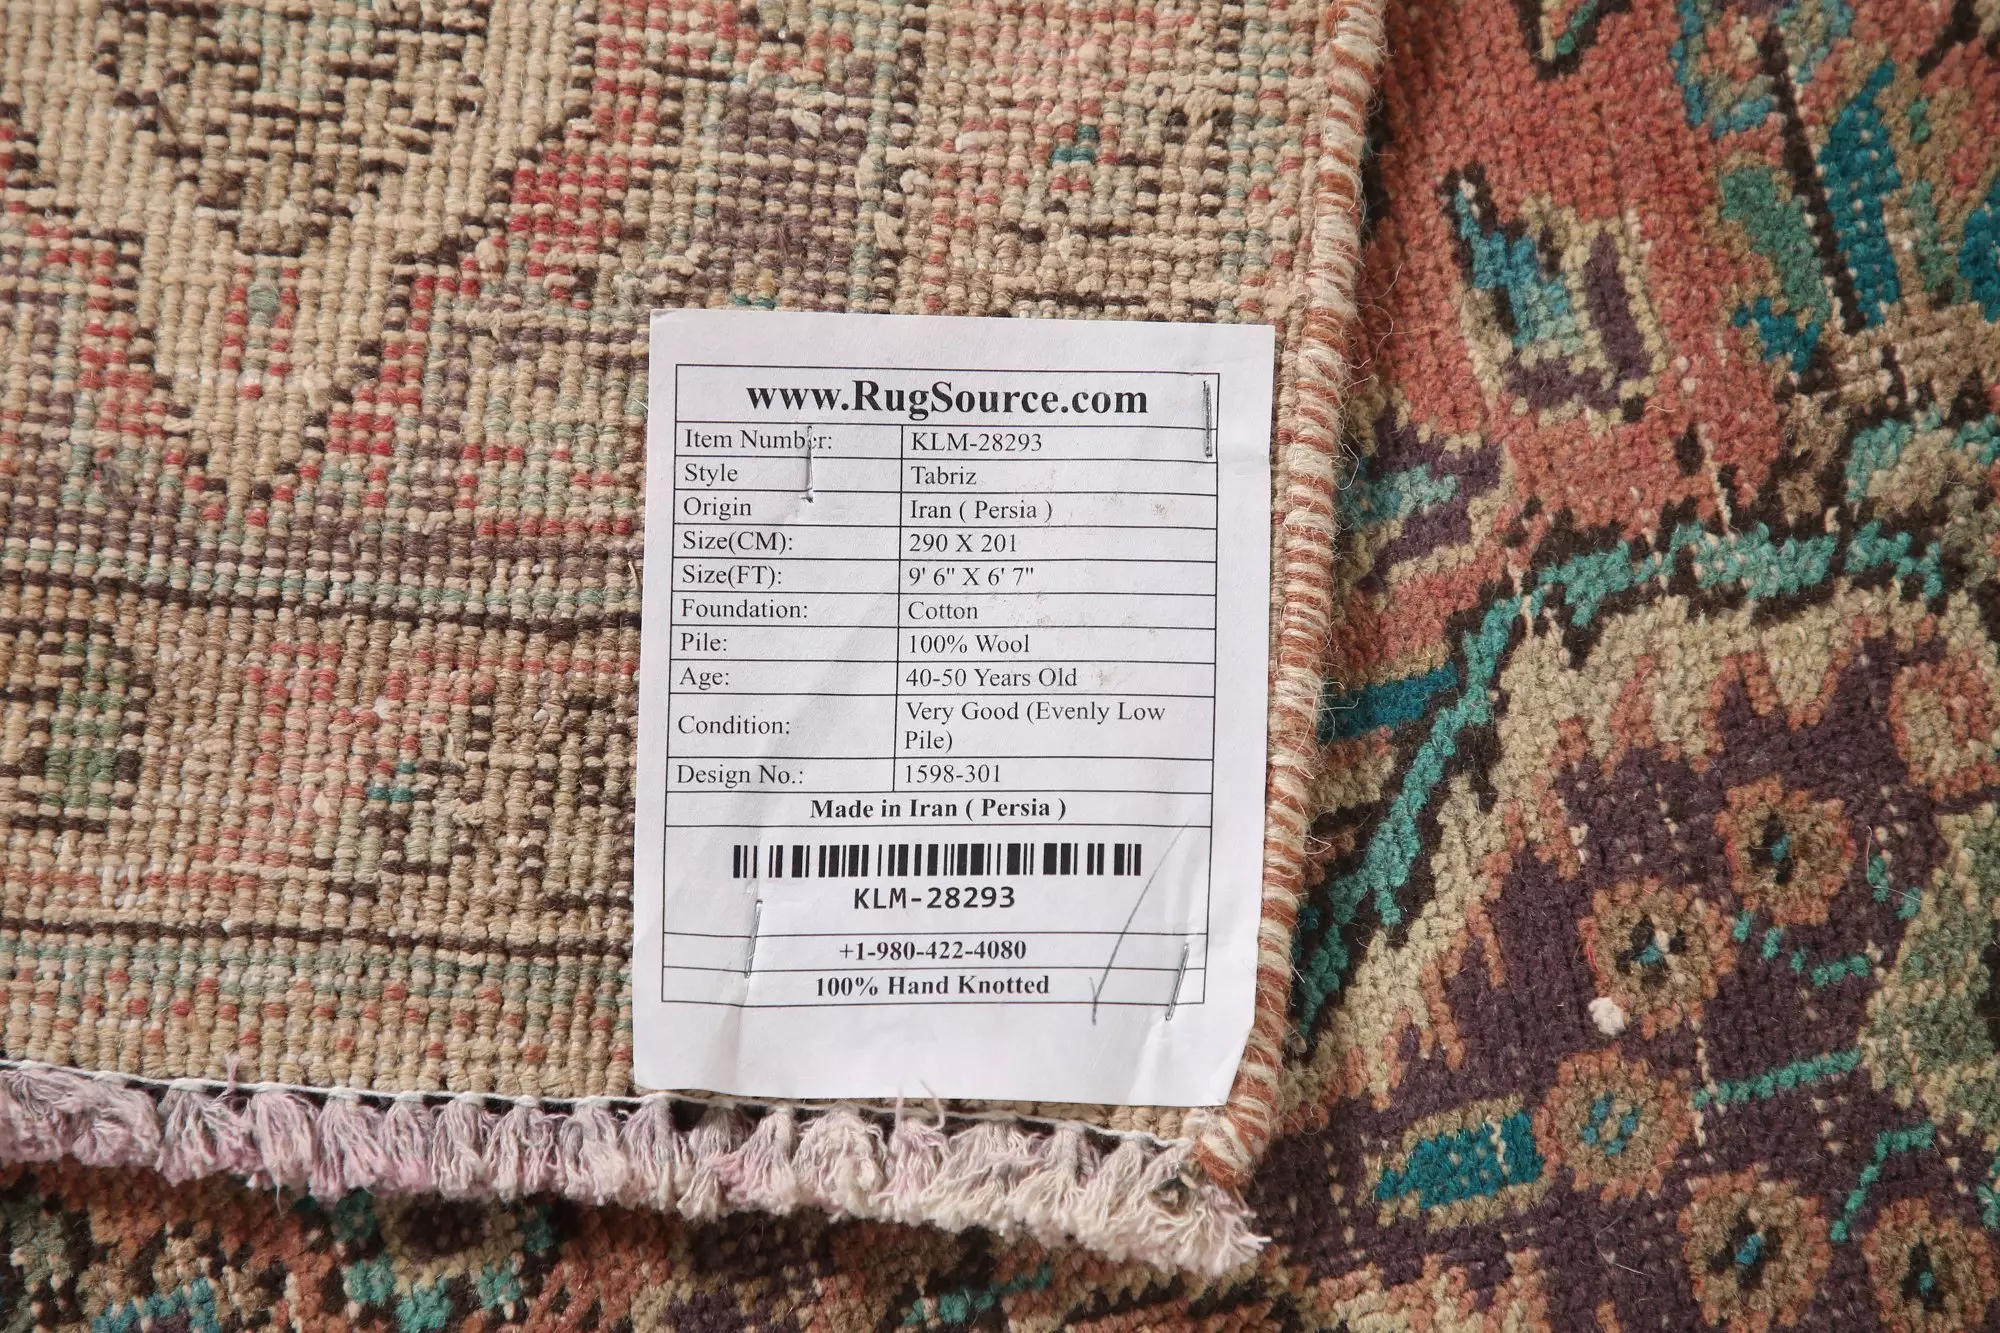 www.RugSource.com
Item Number: KLM-28293
Style Tabriz
Origin Iran ( Persia )
Size(CM): 290 X 201
Size(FT): 9' 6" X 6' 7"
Foundation: Cotton
Pile: 100% Wool
Age: 40-50 Years Old
Condition: Very Good (Evenly Low
Pile)
Design No.: 1598-301
Made in Iran ( Persia )
KLM-28293
+1-980-422-4080
100% Hand Knotted